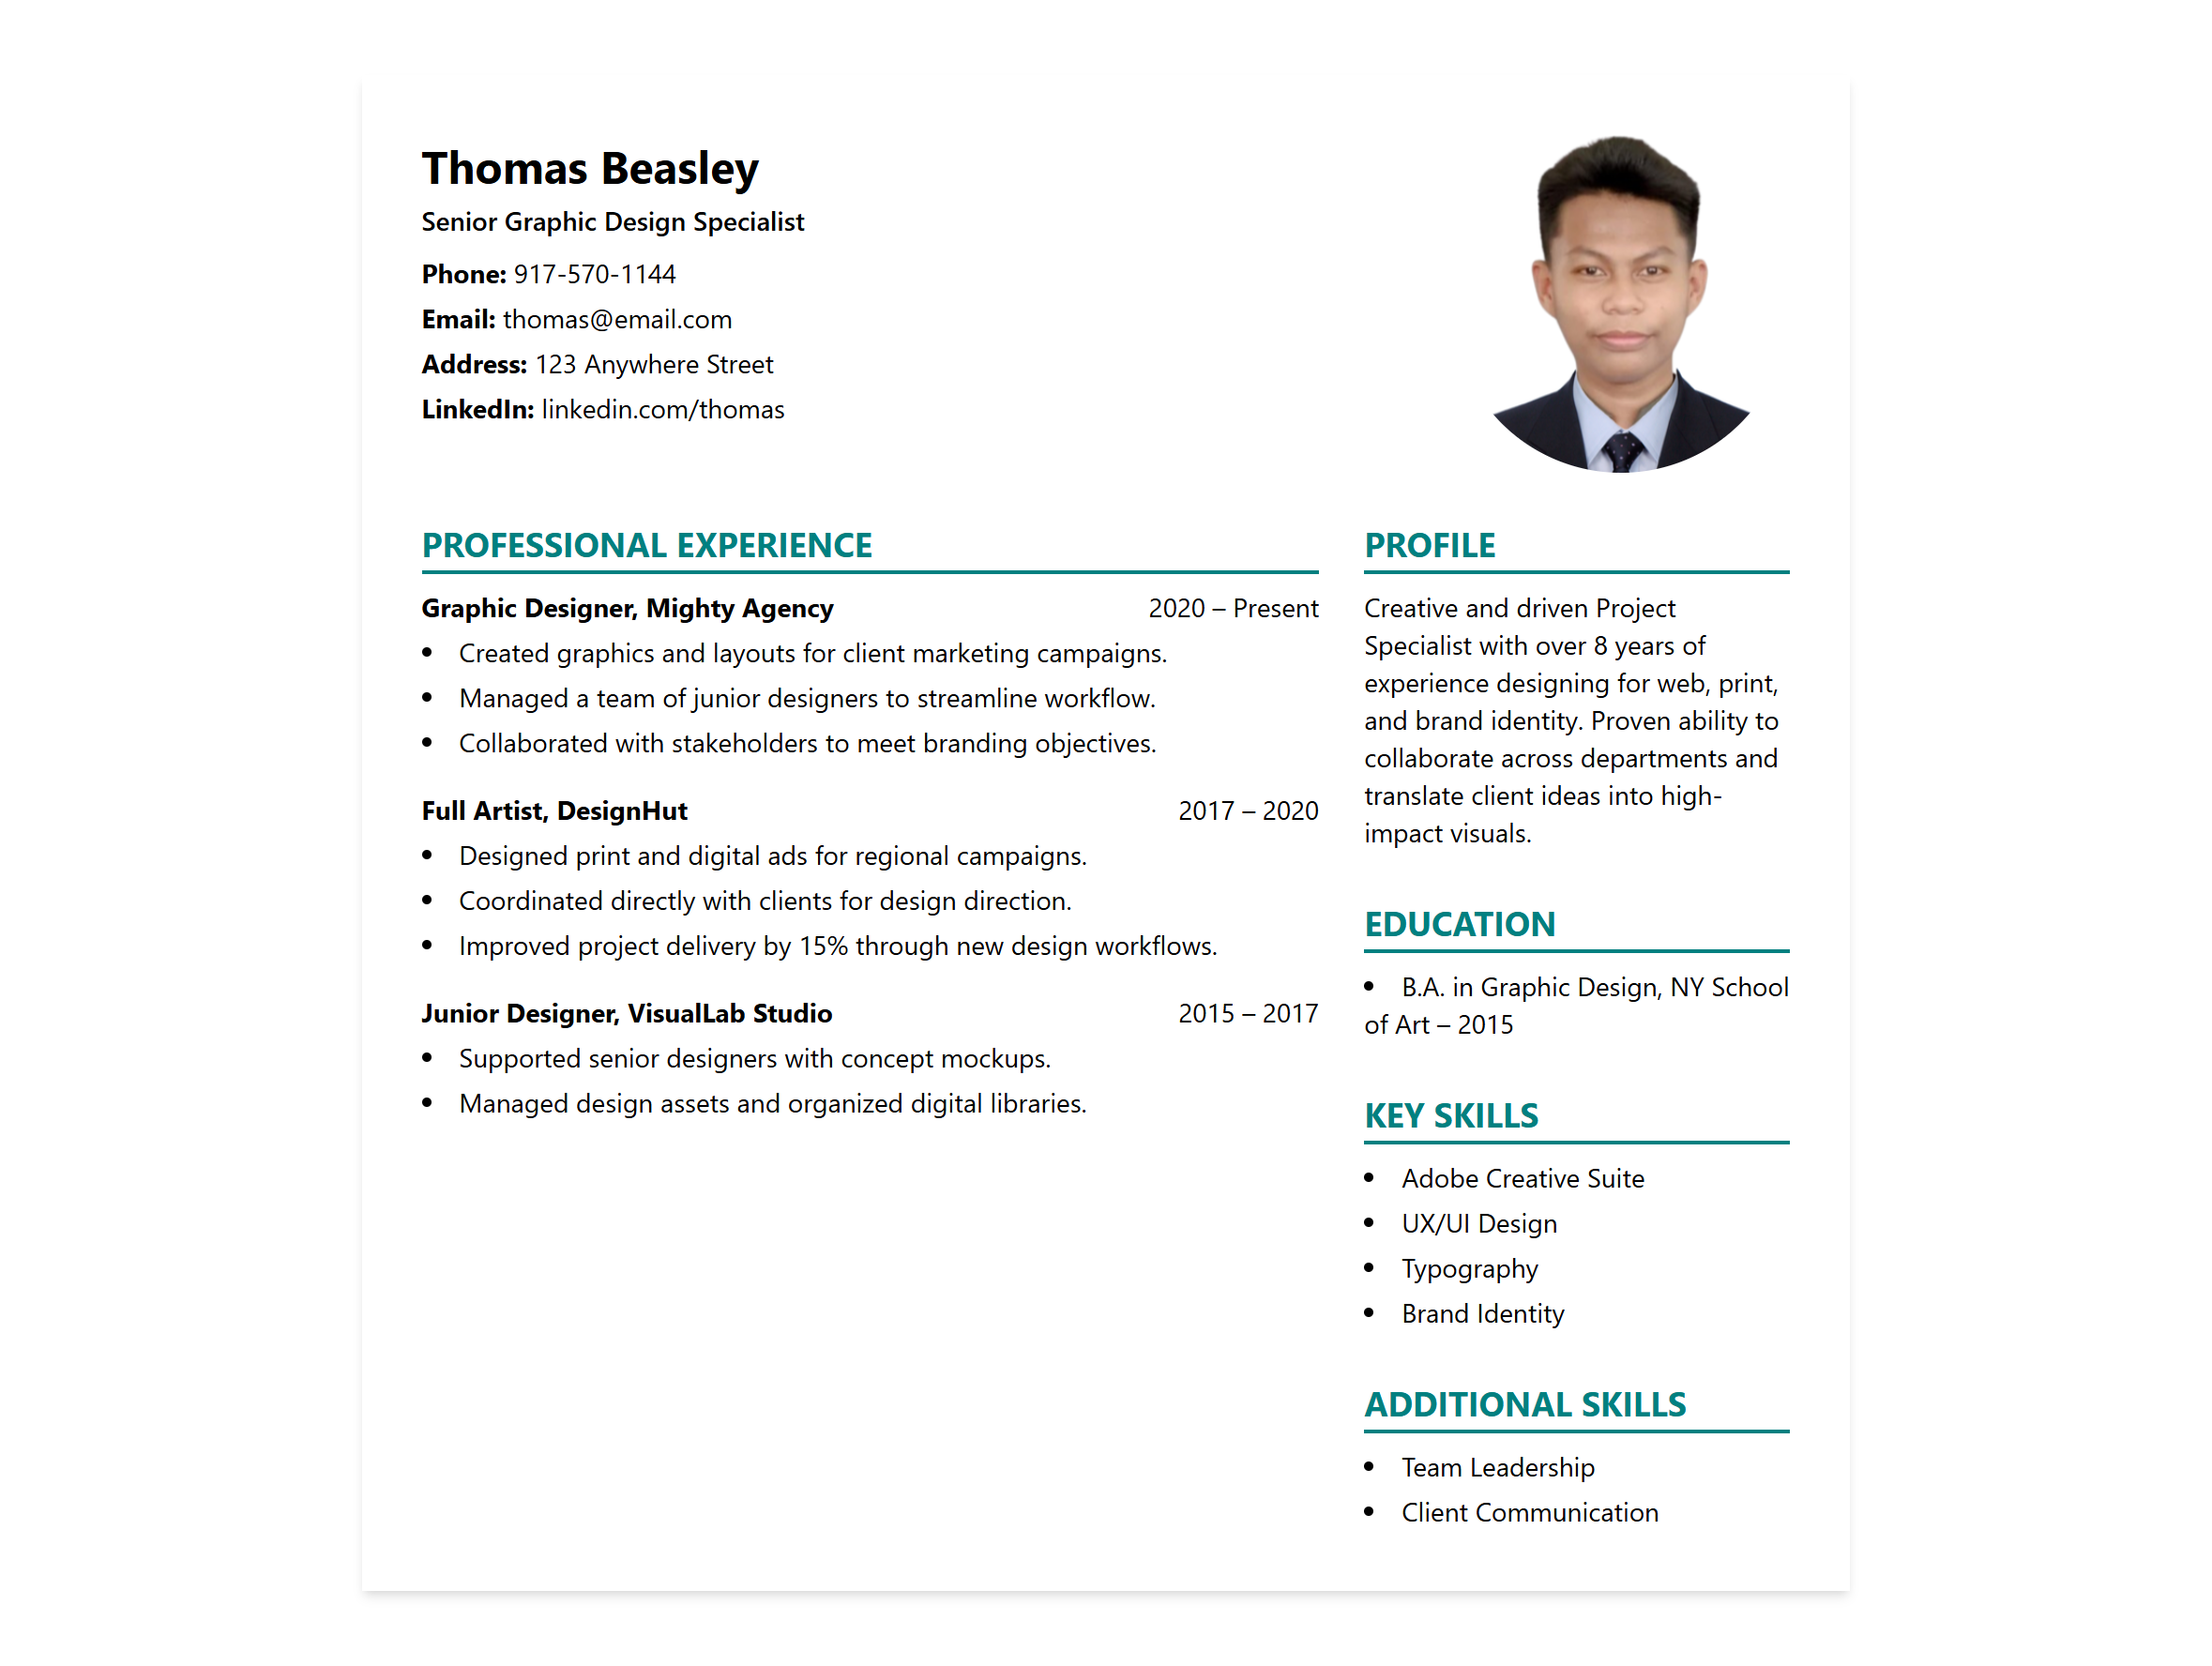 Thomas Beasley
Senior Graphic Design Specialist
Phone: 917-570-1144
Email: thomas@email.com
Address: 123 Anywhere Street
LinkedIn: linkedin.com/thomas
PROFESSIONAL EXPERIENCE
Graphic Designer, Mighty Agency 2020 – Present
• Created graphics and layouts for client marketing campaigns.
• Managed a team of junior designers to streamline workflow.
• Collaborated with stakeholders to meet branding objectives.
Full Artist, DesignHut 2017 – 2020
• Designed print and digital ads for regional campaigns.
• Coordinated directly with clients for design direction.
• Improved project delivery by 15% through new design workflows.
Junior Designer, VisualLab Studio 2015 – 2017
• Supported senior designers with concept mockups.
• Managed design assets and organized digital libraries.
PROFILE
Creative and driven Project
Specialist with over 8 years of
experience designing for web, print,
and brand identity. Proven ability to
collaborate across departments and
translate client ideas into high-
impact visuals.
EDUCATION
• B.A. in Graphic Design, NY School
of Art – 2015
KEY SKILLS
• Adobe Creative Suite
• UX/UI Design
• Typography
• Brand Identity
ADDITIONAL SKILLS
• Team Leadership
• Client Communication